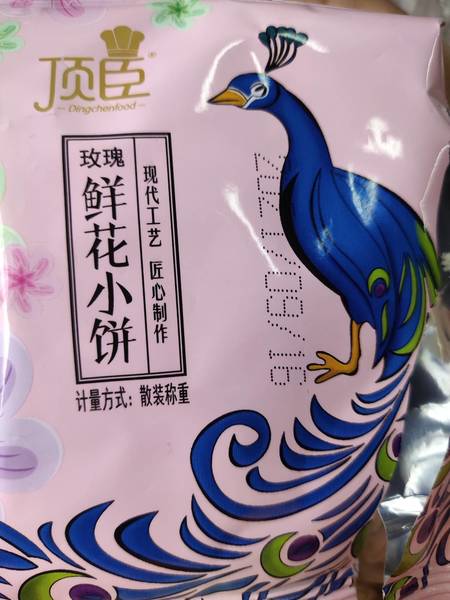 顶臣®
Dingchenfood
玫瑰
鲜花小饼
现代工艺 匠心制作
计量方式：散装称重
2021/09/16